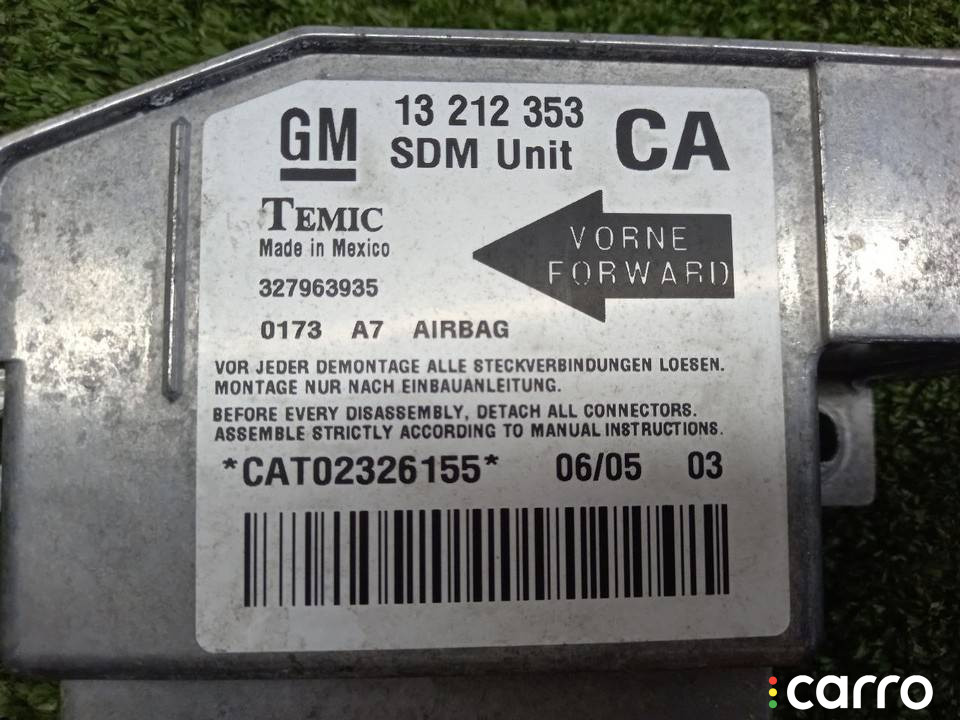 GM 13 212 353 CA
SDM Unit
TEMIC
Made in Mexico
VORNE
FORWARD
327963935
0173 A7 AIRBAG
VOR JEDER DEMONTAGE ALLE STECKVERBINDUNGEN LOESEN.
MONTAGE NUR NACH EINBAUANLEITUNG.
BEFORE EVERY DISASSEMBLY, DETACH ALL CONNECTORS.
ASSEMBLE STRICTLY ACCORDING TO MANUAL INSTRUCTIONS.
*CAT02326155* 06/05 03
carro